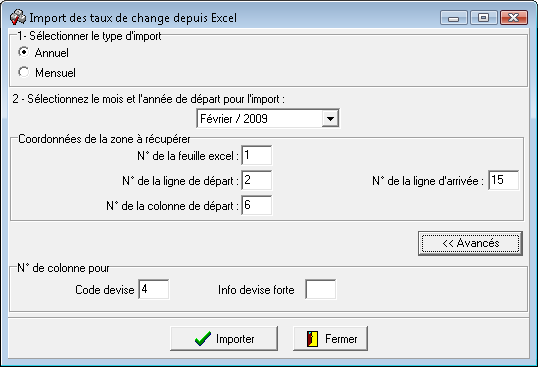 Import des taux de change depuis Excel
1- Sélectionner le type d'import
Annuel
Mensuel
2 - Sélectionnez le mois et l'année de départ pour l'import :
Février / 2009
Coordonnées de la zone à récupérer
N° de la feuille excel : 1
N° de la ligne de départ : 2 N° de la ligne d'arrivée : 15
N° de la colonne de départ : 6
<< Avancés
N° de colonne pour
Code devise 4 Info devise forte
Importer Fermer